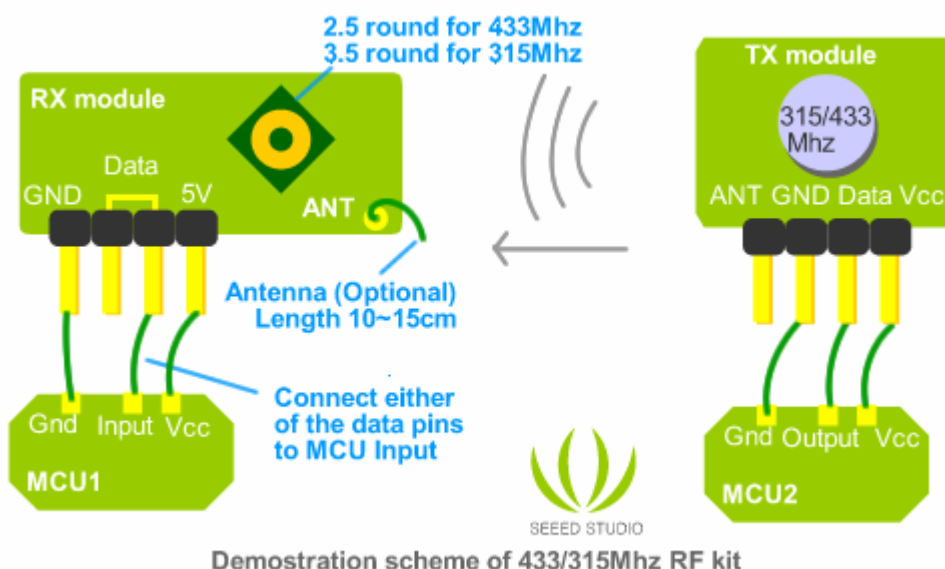 2.5 round for 433Mhz
3.5 round for 315Mhz
RX module
Data
GND
5V
ANT
Antenna (Optional)
Length 10~15cm
Connect either
of the data pins
to MCU Input
Gnd Input Vcc
MCU1
TX module
315/433
Mhz
ANT GND Data Vcc
Gnd Output Vcc
MCU2
SEEED STUDIO
Demostration scheme of 433/315Mhz RF kit